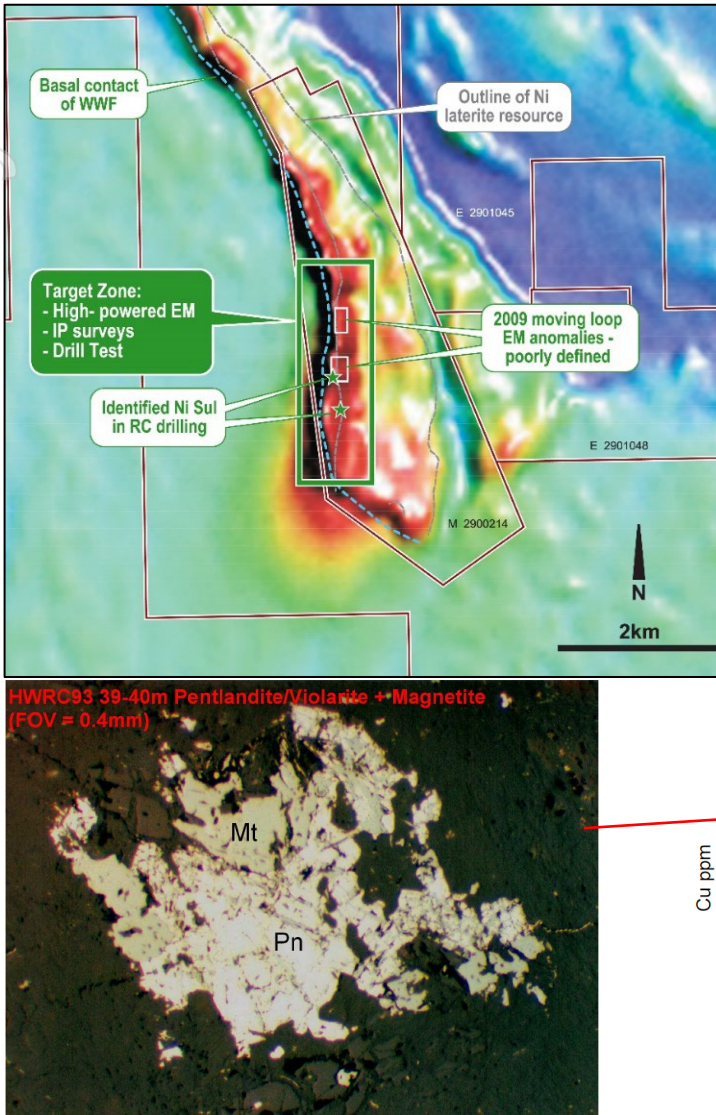 Basal contact
of WWF
Outline of Ni
laterite resource
E 2901045
Target Zone:
- High- powered EM
- IP surveys
- Drill Test
2009 moving loop
EM anomalies -
poorly defined
Identified Ni Sul
in RC drilling
E 2901048
M 2900214
N
2km
HWRC93 39-40m Pentlandite/Violarite + Magnetite
(FOV = 0.4mm)
Mt
Pn
Cu ppm